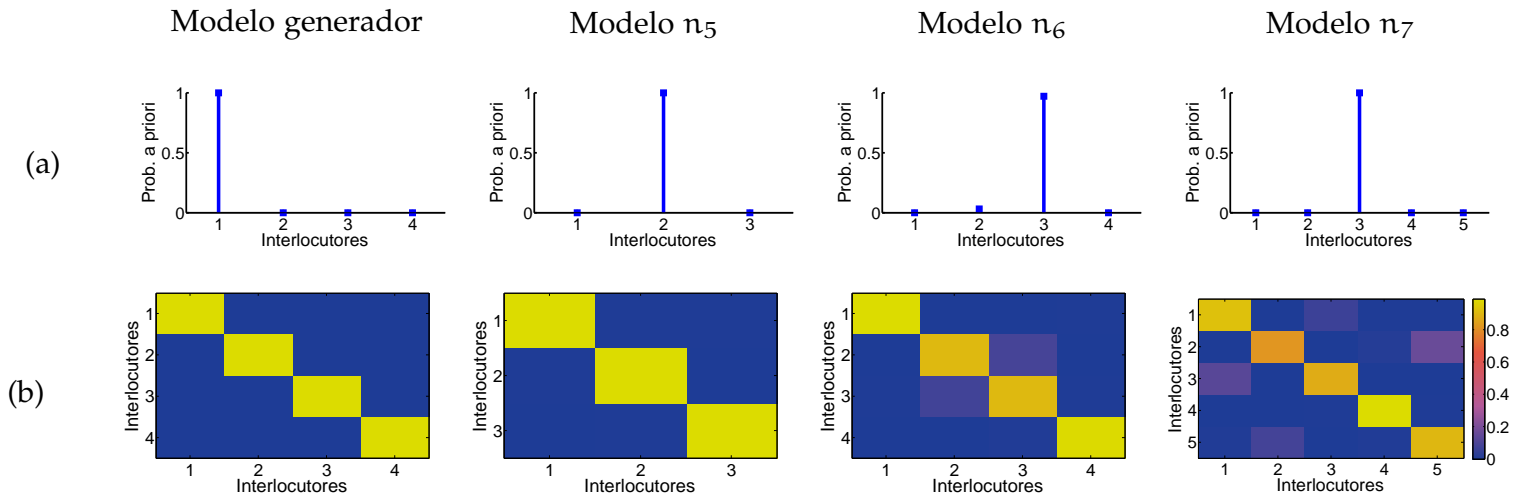 Modelo generador
Modelo n5
Modelo n6
Modelo n7
(a)
Prob. a priori
1
0.5
0
1 2 3 4
Interlocutores
Prob. a priori
1
0.5
0
1 2 3
Interlocutores
Prob. a priori
1
0.5
0
1 2 3 4
Interlocutores
Prob. a priori
1
0.5
0
1 2 3 4 5
Interlocutores
(b)
Interlocutores
1
2
3
4
1 2 3 4
Interlocutores
Interlocutores
1
2
3
1 2 3
Interlocutores
Interlocutores
1
2
3
4
1 2 3 4
Interlocutores
Interlocutores
1
2
3
4
5
1 2 3 4 5
Interlocutores
0.8
0.6
0.4
0.2
0